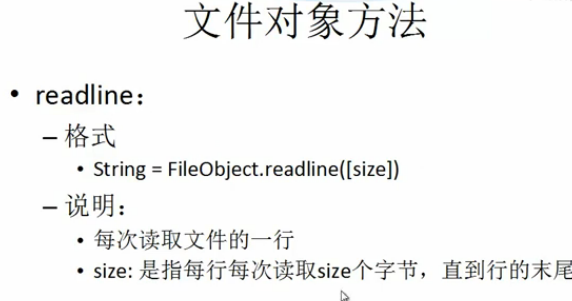 文件对象方法
• readline：
– 格式
• String = FileObject.readline([size])
– 说明：
• 每次读取文件的一行
• size: 是指每行每次读取size个字节，直到行的末尾